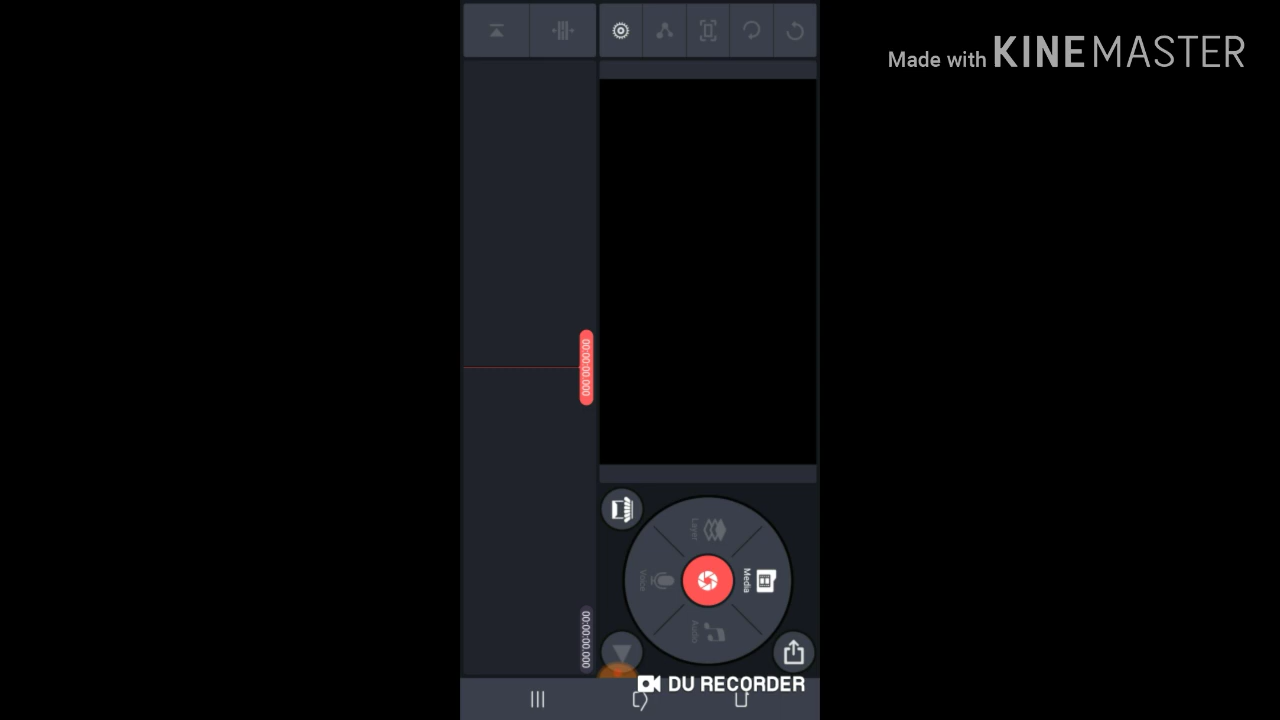 Made with KINEMASTER
00:00:00.000
Layer
Media
Voice
Audio
00:00:00.000
DU RECORDER